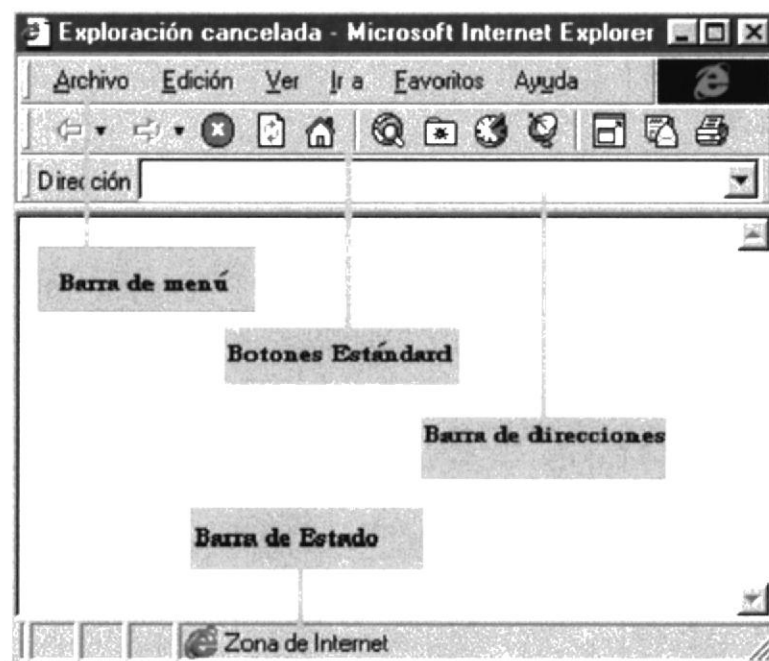 Exploración cancelada - Microsoft Internet Explorer
Archivo Edición Ver Ir a Favoritos Ayuda
Dirección
Barra de menú
Botones Estándard
Barra de direcciones
Barra de Estado
Zona de Internet